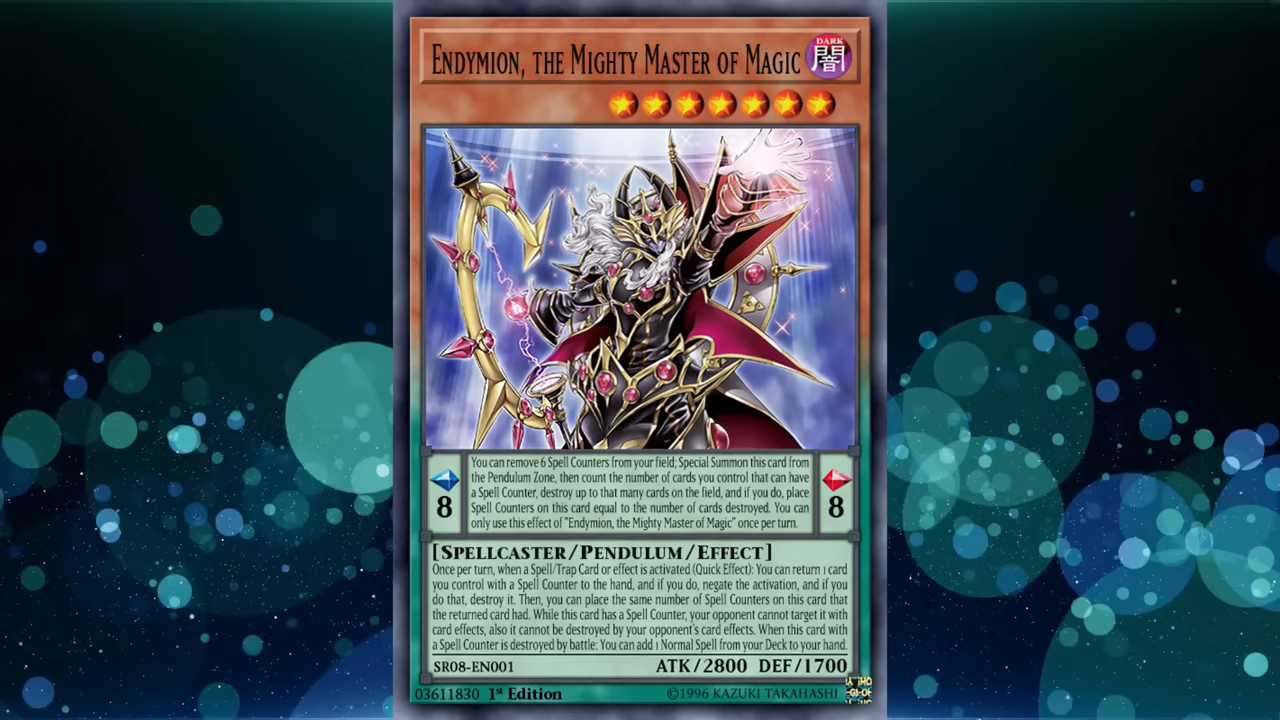 ENDYMION, THE MIGHTY MASTER OF MAGIC
DARK
闇
You can remove 6 Spell Counters from your field; Special Summon this card from
the Pendulum Zone, then count the number of cards you control that can have
a Spell Counter, destroy up to that many cards on the field, and if you do, place
Spell Counters on this card equal to the number of cards destroyed. You can
only use this effect of "Endymion, the Mighty Master of Magic" once per turn.
8
8
[SPELLCASTER/PENDULUM/EFFECT]
Once per turn, when a Spell/Trap Card or effect is activated (Quick Effect): You can return 1 card
you control with a Spell Counter to the hand, and if you do, negate the activation, and if you
do that, destroy it. Then, you can place the same number of Spell Counters on this card that
the returned card had. While this card has a Spell Counter, your opponent cannot target it with
card effects, also it cannot be destroyed by your opponent's card effects. When this card with
a Spell Counter is destroyed by battle: You can add 1 Normal Spell from your Deck to your hand.
SR08-EN001 ATK/2800 DEF/1700
03611830 1st Edition ©1996 KAZUKI TAKAHASHI